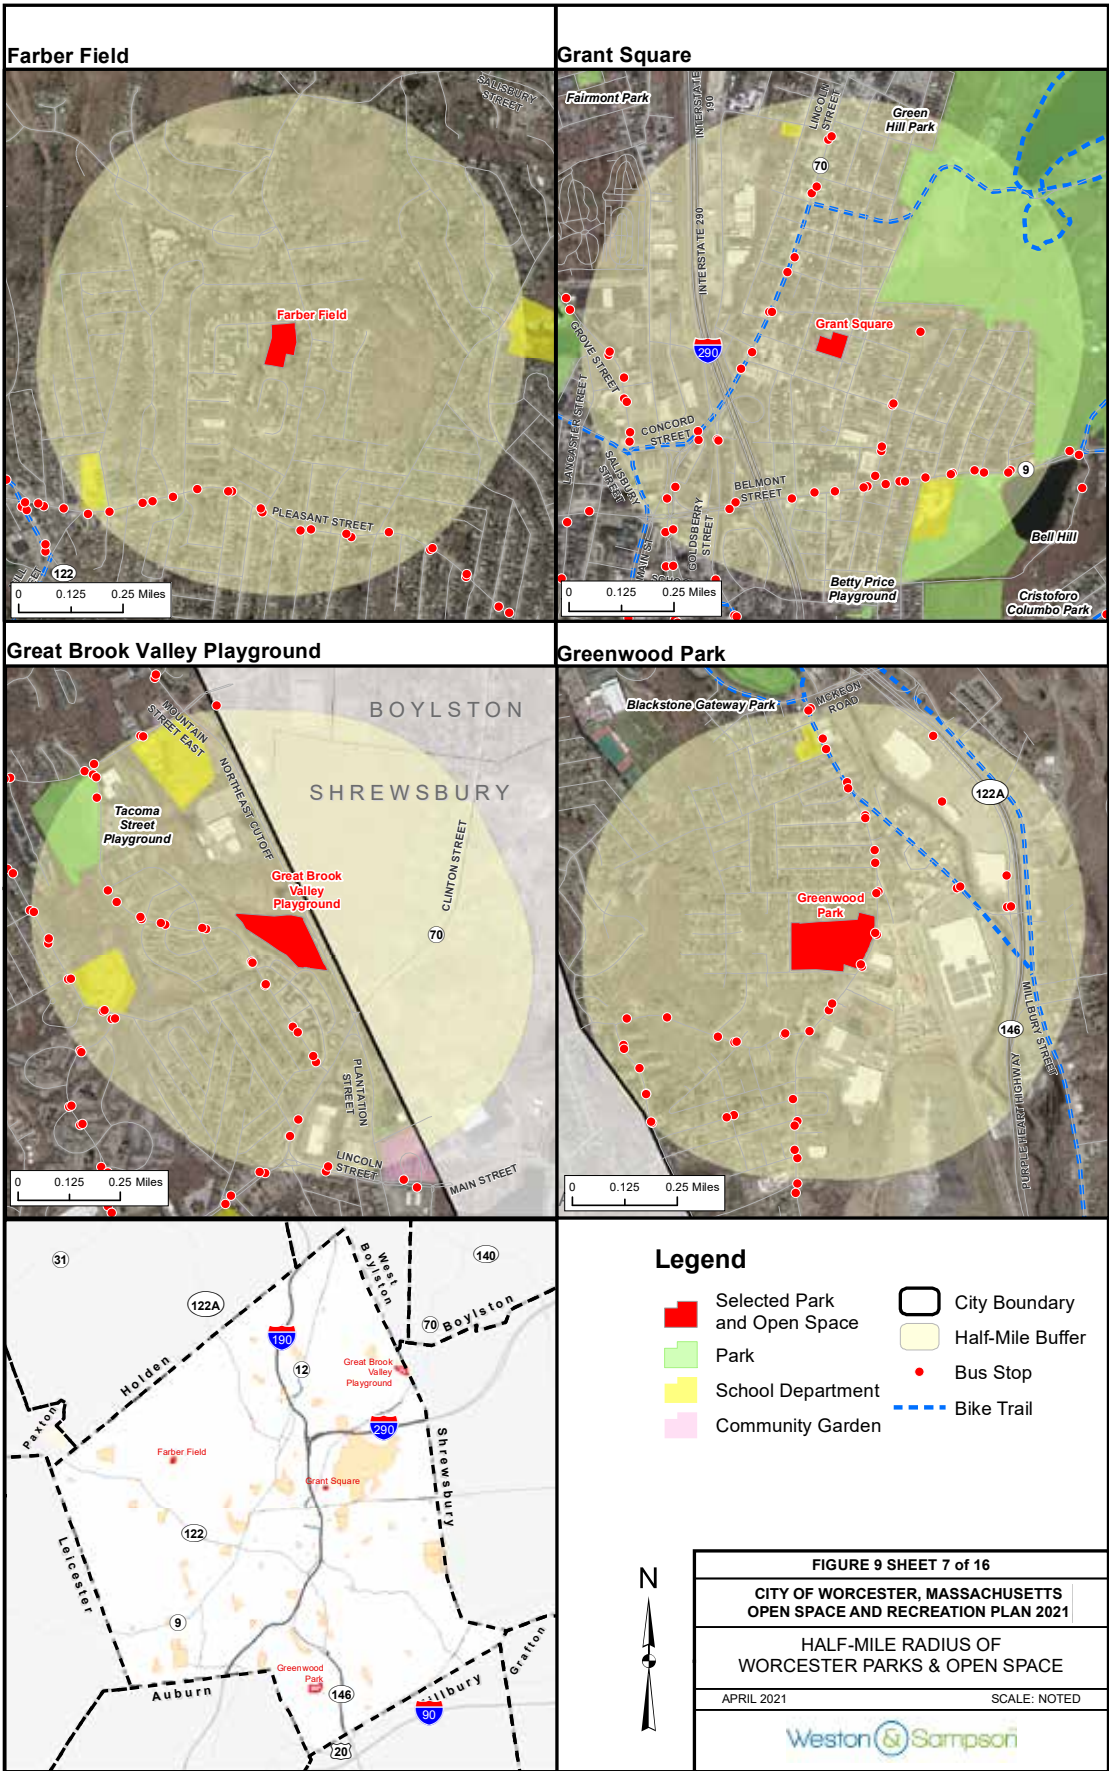 Farber Field
SALISBURY
STREET
Farber Field
PLEASANT STREET
122
0 0.125 0.25 Miles
Grant Square
Fairmont Park
INTERSTATE
190
LINCOLN
STREET
Green
Hill Park
70
INTERSTATE 290
Grant Square
290
GROVE STREET
LANCASTER STREET
CONCORD
STREET
SALISBURY
STREET
BELMONT
STREET
9
GOLDSBERRY
STREET
MAIN ST
Bell Hill
Betty Price
Playground
Cristoforo
Columbo Park
0 0.125 0.25 Miles
Great Brook Valley Playground
BOYLSTON
MOUNTAIN
STREET EAST
NORTHEAST CUTOFF
SHREWSBURY
Tacoma
Street
Playground
CLINTON STREET
Great Brook
Valley
Playground
70
PLANTATION
STREET
LINCOLN
STREET
MAIN STREET
0 0.125 0.25 Miles
Greenwood Park
Blackstone Gateway Park
MCKEON
ROAD
122A
Greenwood
Park
MILLBURY STREET
146
PURPLE HEART HIGHWAY
0 0.125 0.25 Miles
31
West
Boylston
140
122A
70
Boylston
190
Holden
12
Great Brook
Valley
Playground
Paxton
290
Farber Field
Grant Square
Shrewsbury
122
Leicester
9
Grafton
Greenwood
Park
Auburn
146
90
20
Legend
Selected Park
and Open Space
Park
School Department
Community Garden
City Boundary
Half-Mile Buffer
Bus Stop
Bike Trail
N
FIGURE 9 SHEET 7 of 16
CITY OF WORCESTER, MASSACHUSETTS
OPEN SPACE AND RECREATION PLAN 2021
HALF-MILE RADIUS OF
WORCESTER PARKS & OPEN SPACE
APRIL 2021 SCALE: NOTED
Weston & Sampson